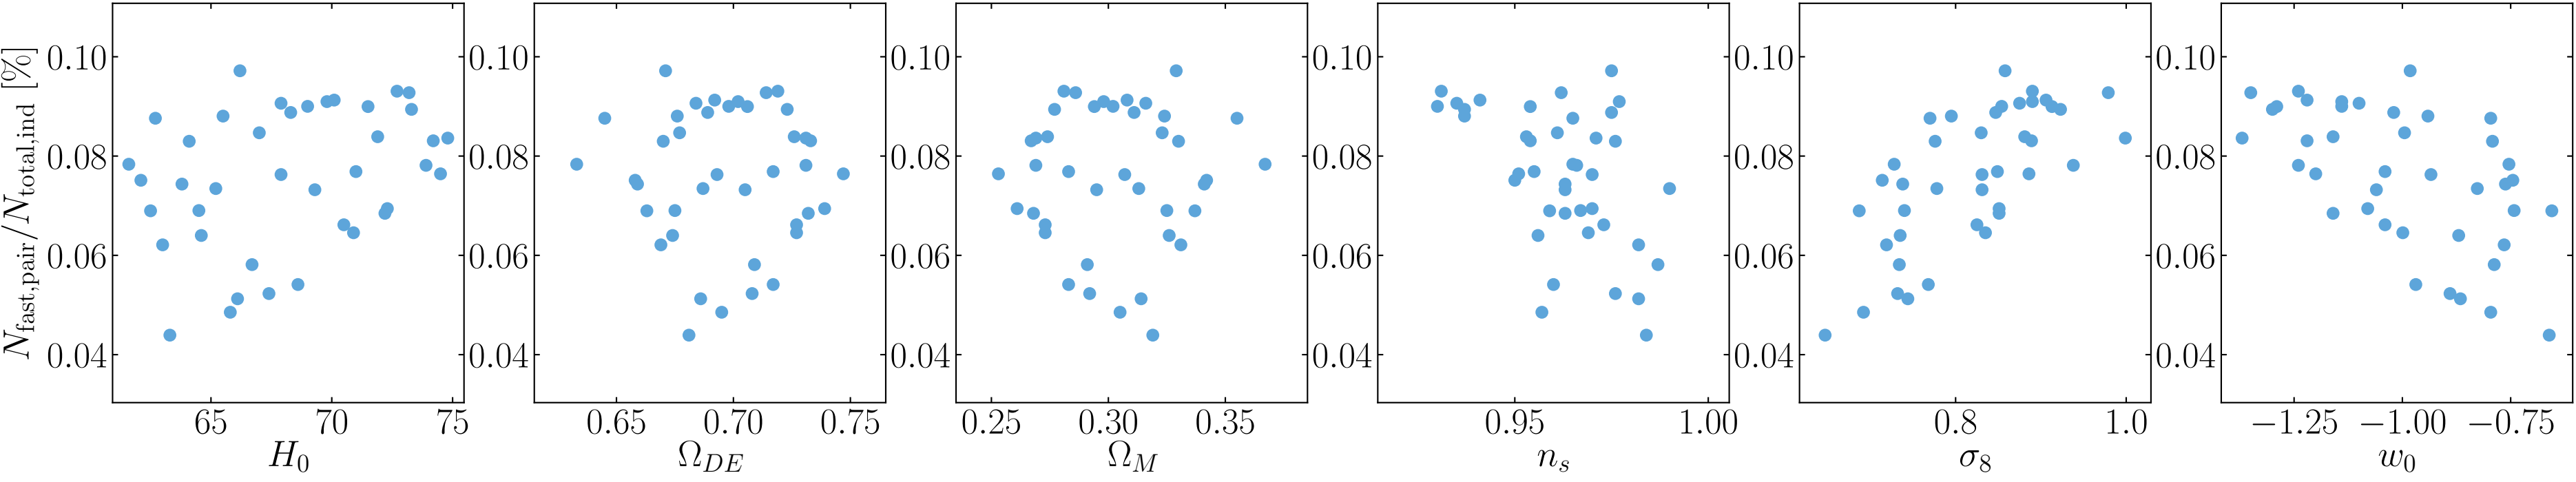 N_fast,pair/N_total,ind [%]
0.10 0.08 0.06 0.04
65 70 75
H_0
0.10 0.08 0.06 0.04
0.65 0.70 0.75
Ω_DE
0.10 0.08 0.06 0.04
0.25 0.30 0.35
Ω_M
0.10 0.08 0.06 0.04
0.95 1.00
n_s
0.10 0.08 0.06 0.04
0.8 1.0
σ_8
0.10 0.08 0.06 0.04
−1.25 −1.00 −0.75
w_0